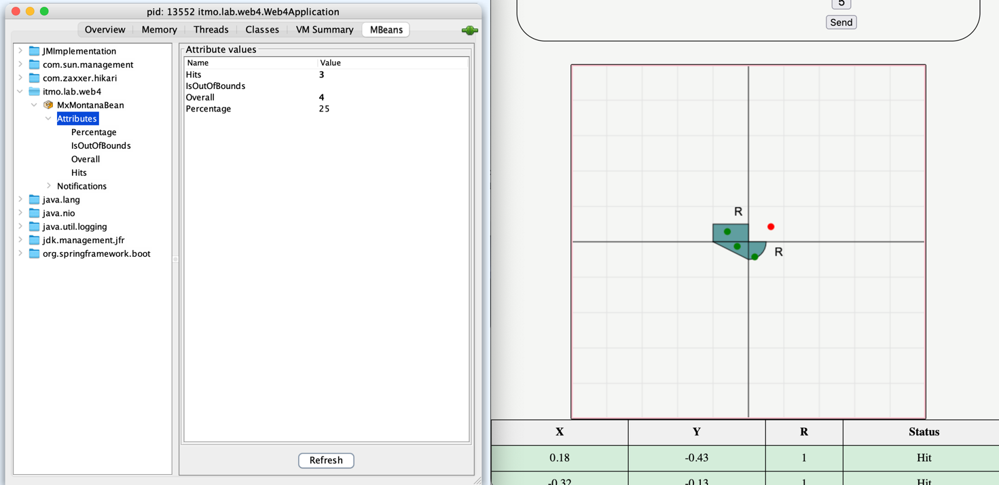 pid: 13552 itmo.lab.web4.Web4Application
Overview Memory Threads Classes VM Summary MBeans
JMImplementation
com.sun.management
com.zaxxer.hikari
itmo.lab.web4
MxMontanaBean
Attributes
Percentage
IsOutOfBounds
Overall
Hits
Notifications
java.lang
java.nio
java.util.logging
jdk.management.jfr
org.springframework.boot
Attribute values
Name Value
Hits 3
IsOutOfBounds
Overall 4
Percentage 25
Refresh
5
Send
R
R
X Y R Status
0.18 -0.43 1 Hit
-0.32 -0.13 1 Hit